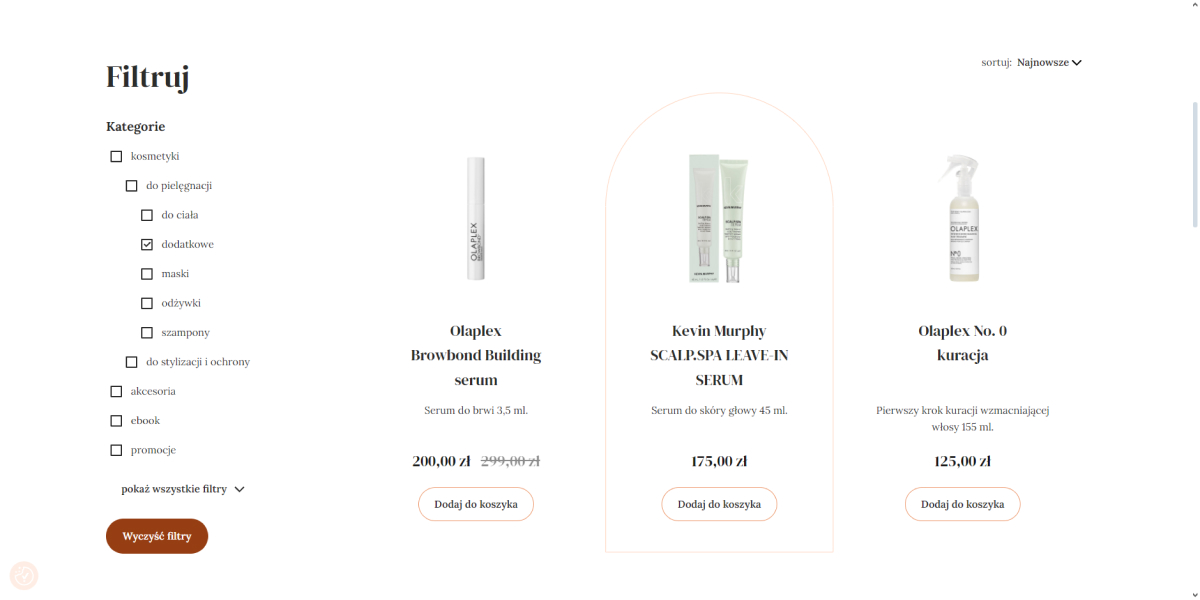 Filtruj
sortuj: Najnowsze
Kategorie
kosmetyki
do pielęgnacji
do ciała
dodatkowe
maski
odżywki
szampony
do stylizacji i ochrony
akcesoria
ebook
promocje
pokaż wszystkie filtry
Wyczyść filtry
OLAPLEX
Olaplex
Browbond Building
serum
Serum do brwi 3,5 ml.
200,00 zł 299,00 zł
Dodaj do koszyka
Kevin Murphy
SCALP.SPA LEAVE-IN
SERUM
Serum do skóry głowy 45 ml.
175,00 zł
Dodaj do koszyka
OLAPLEX
Nº0
Olaplex No. 0
kuracja
Pierwszy krok kuracji wzmacniającej
włosy 155 ml.
125,00 zł
Dodaj do koszyka